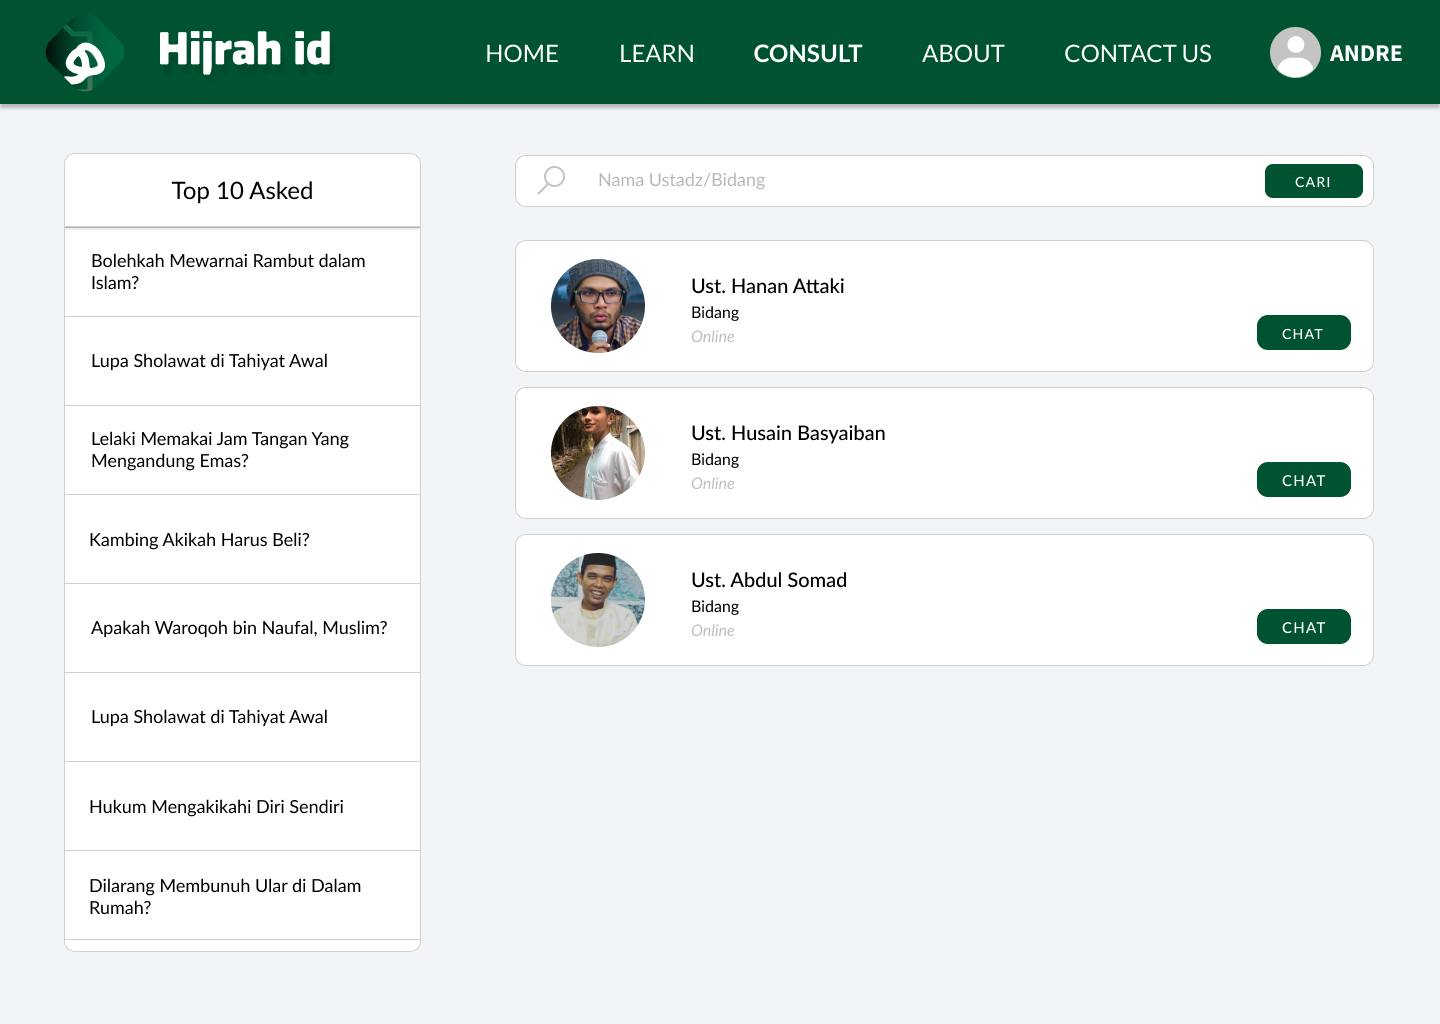 هو
Hijrah id
HOME
LEARN
CONSULT
ABOUT
CONTACT US
ANDRE
Top 10 Asked
Bolehkah Mewarnai Rambut dalam
Islam?
Lupa Sholawat di Tahiyat Awal
Lelaki Memakai Jam Tangan Yang
Mengandung Emas?
Kambing Akikah Harus Beli?
Apakah Waroqoh bin Naufal, Muslim?
Lupa Sholawat di Tahiyat Awal
Hukum Mengakikahi Diri Sendiri
Dilarang Membunuh Ular di Dalam
Rumah?
Nama Ustadz/Bidang
CARI
Ust. Hanan Attaki
Bidang
Online
CHAT
Ust. Husain Basyaiban
Bidang
Online
CHAT
Ust. Abdul Somad
Bidang
Online
CHAT